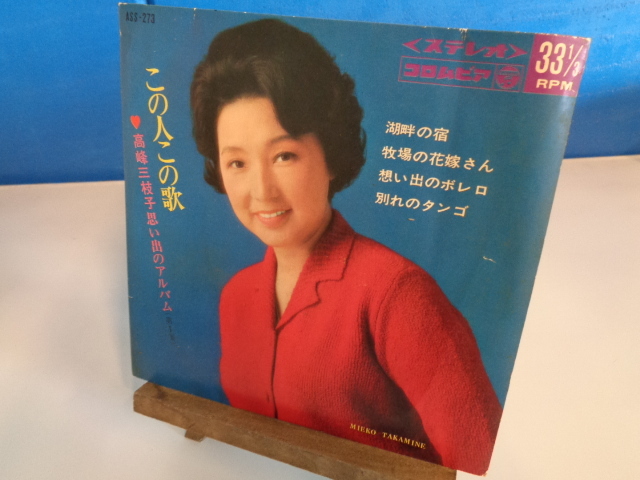 ASS-273
<ステレオ>
コロムビア
33 1/3
RPM.
この人この歌
高峰三枝子思い出のアルバム
湖畔の宿
牧場の花嫁さん
想い出のボレロ
別れのタンゴ
MIEKO TAKAMINE